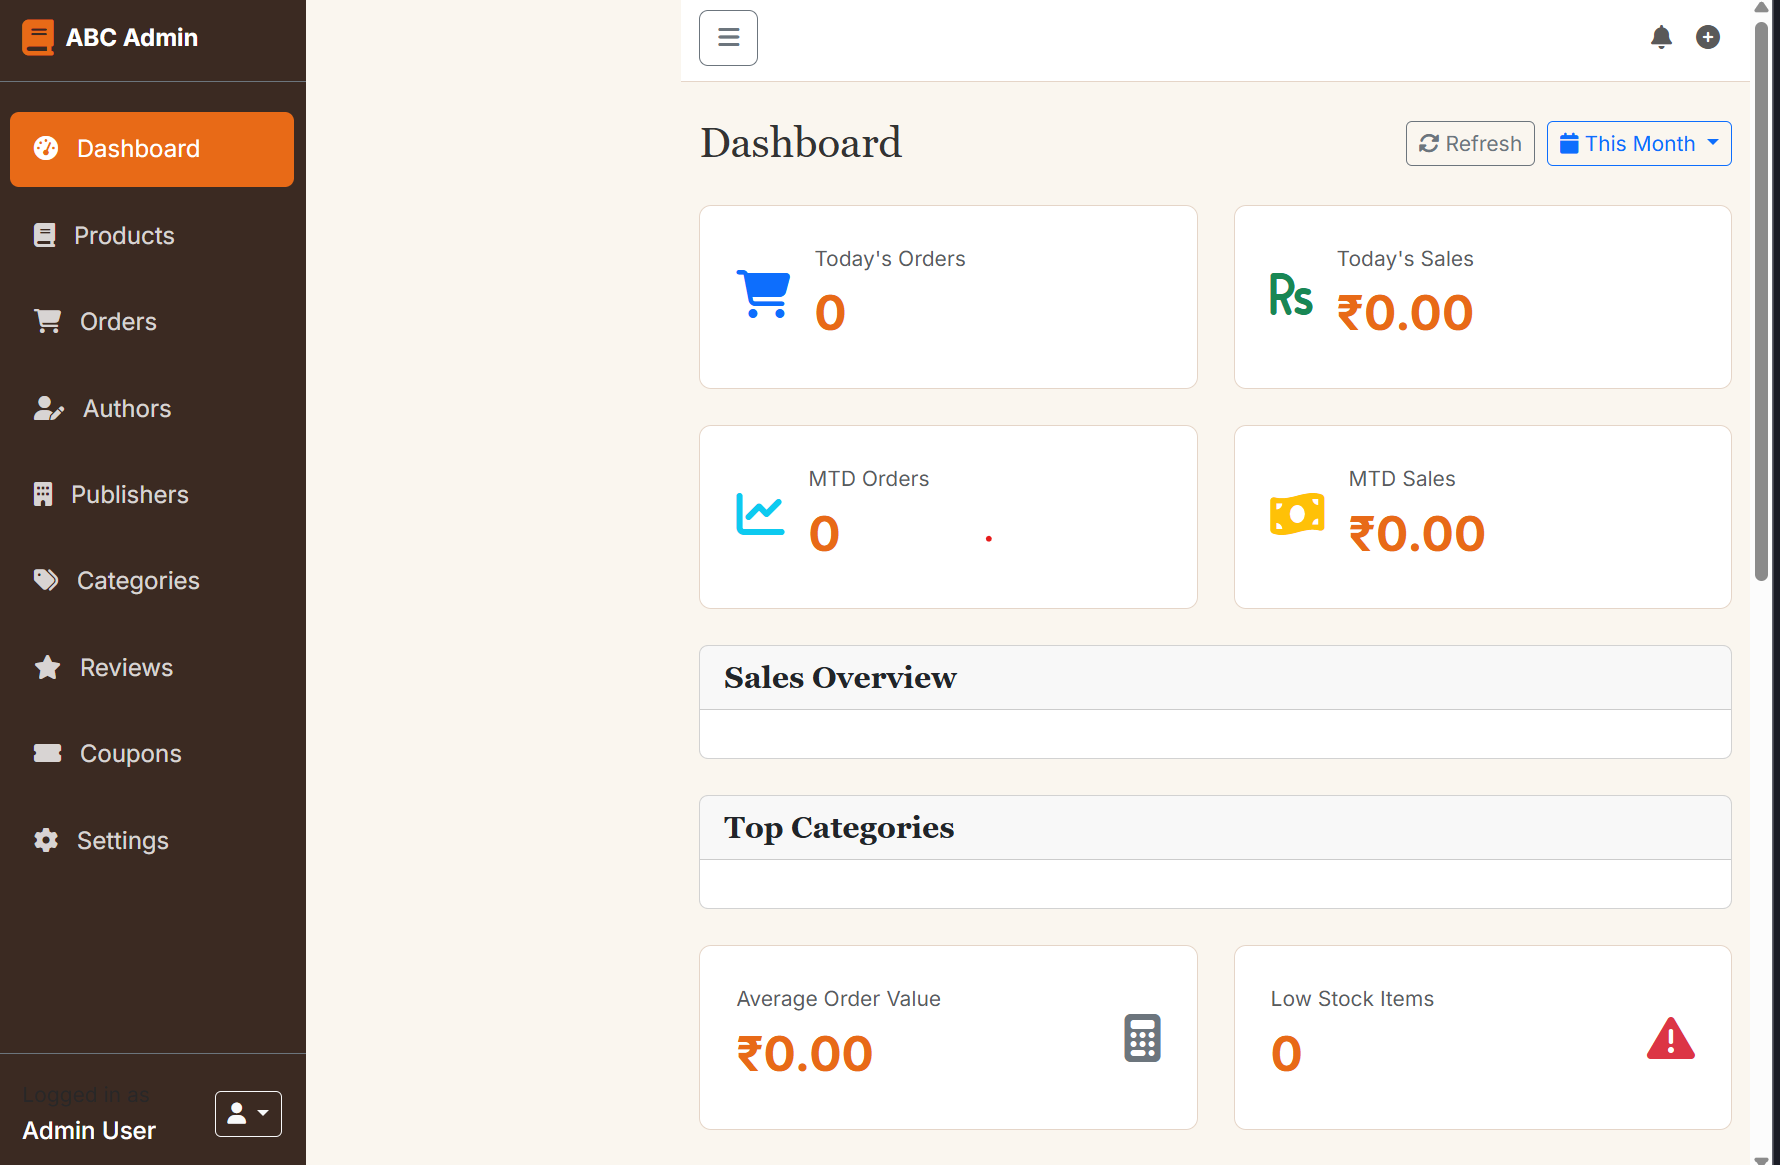 ABC Admin
Dashboard
Products
Orders
Authors
Publishers
Categories
Reviews
Coupons
Settings
Logged in as
Admin User
Dashboard
Refresh
This Month
Today's Orders
0
Rs
Today's Sales
₹0.00
MTD Orders
0
MTD Sales
₹0.00
Sales Overview
Top Categories
Average Order Value
₹0.00
Low Stock Items
0